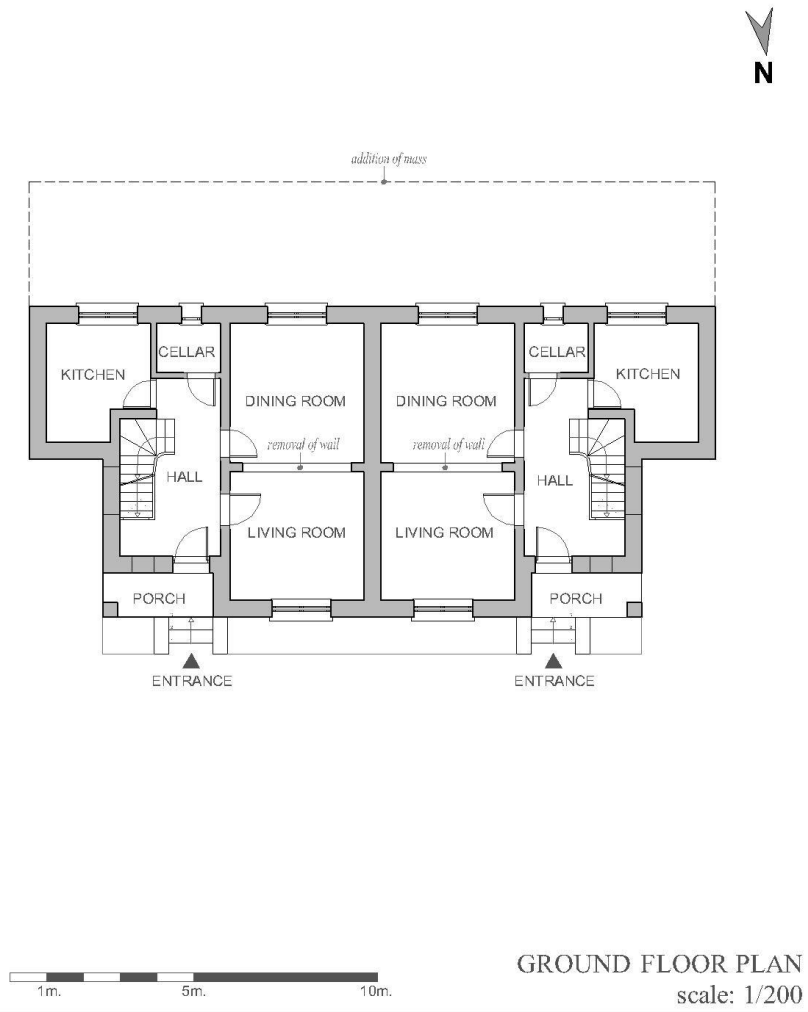 N
addition of mass
CELLAR
CELLAR
KITCHEN
KITCHEN
DINING ROOM
DINING ROOM
removal of wall
removal of wall
HALL
HALL
LIVING ROOM
LIVING ROOM
PORCH
PORCH
ENTRANCE
ENTRANCE
GROUND FLOOR PLAN
1m.
5m.
10m.
scale: 1/200